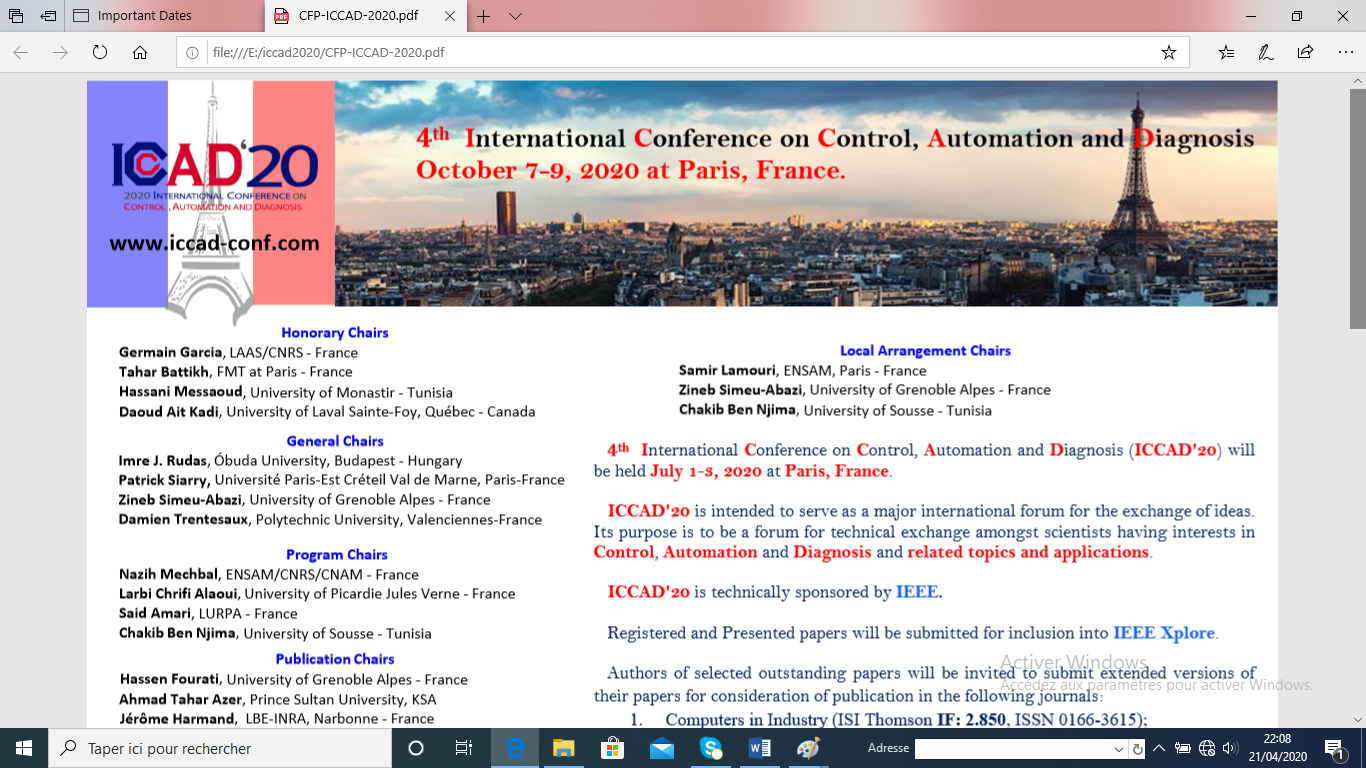 Important Dates
CFP-ICCAD-2020.pdf
file:///E:/iccad2020/CFP-ICCAD-2020.pdf
ICCAD'20
2020 International Conference on
Control, Automation and Diagnosis
www.iccad-conf.com
4th International Conference on Control, Automation and Diagnosis
October 7-9, 2020 at Paris, France.
Honorary Chairs
Germain Garcia, LAAS/CNRS - France
Tahar Battikh, FMT at Paris - France
Hassani Messaoud, University of Monastir - Tunisia
Daoud Ait Kadi, University of Laval Sainte-Foy, Québec - Canada
General Chairs
Imre J. Rudas, Óbuda University, Budapest - Hungary
Patrick Siarry, Université Paris-Est Créteil Val de Marne, Paris-France
Zineb Simeu-Abazi, University of Grenoble Alpes - France
Damien Trentesaux, Polytechnic University, Valenciennes-France
Program Chairs
Nazih Mechbal, ENSAM/CNRS/CNAM - France
Larbi Chrifi Alaoui, University of Picardie Jules Verne - France
Said Amari, LURPA - France
Chakib Ben Njima, University of Sousse - Tunisia
Publication Chairs
Hassen Fourati, University of Grenoble Alpes - France
Ahmad Tahar Azer, Prince Sultan University, KSA
Jérôme Harmand, LBE-INRA, Narbonne - France
Local Arrangement Chairs
Samir Lamouri, ENSAM, Paris - France
Zineb Simeu-Abazi, University of Grenoble Alpes - France
Chakib Ben Njima, University of Sousse - Tunisia
4th International Conference on Control, Automation and Diagnosis (ICCAD'20) will
be held July 1-3, 2020 at Paris, France.
ICCAD'20 is intended to serve as a major international forum for the exchange of ideas.
Its purpose is to be a forum for technical exchange amongst scientists having interests in
Control, Automation and Diagnosis and related topics and applications.
ICCAD'20 is technically sponsored by IEEE.
Registered and Presented papers will be submitted for inclusion into IEEE Xplore.
Authors of selected outstanding papers will be invited to submit extended versions of
their papers for consideration of publication in the following journals:
1. Computers in Industry (ISI Thomson IF: 2.850, ISSN 0166-3615);
Activer Windows
Accédez aux paramètres pour activer Windows.
Taper ici pour rechercher
Adresse
22:08
21/04/2020
1